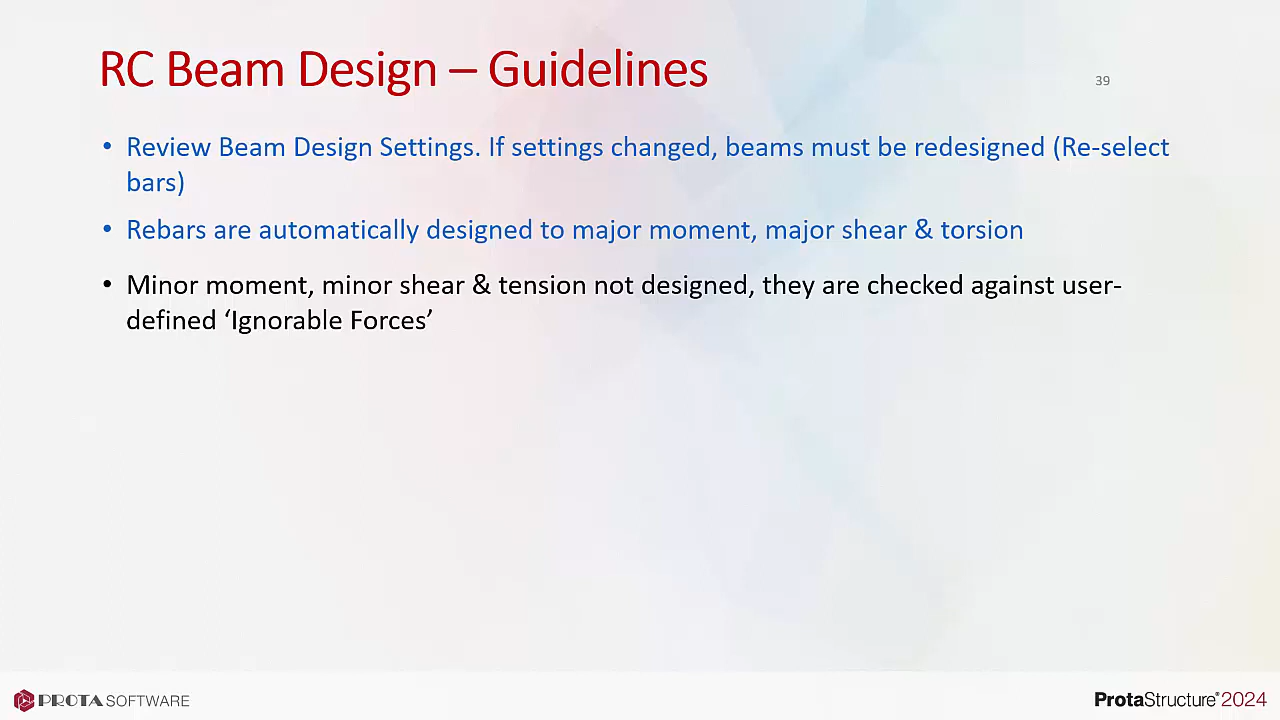 RC Beam Design – Guidelines
39
• Review Beam Design Settings. If settings changed, beams must be redesigned (Re-select
bars)
• Rebars are automatically designed to major moment, major shear & torsion
• Minor moment, minor shear & tension not designed, they are checked against user-
defined ‘Ignorable Forces’
PROTA SOFTWARE
ProtaStructure® 2024